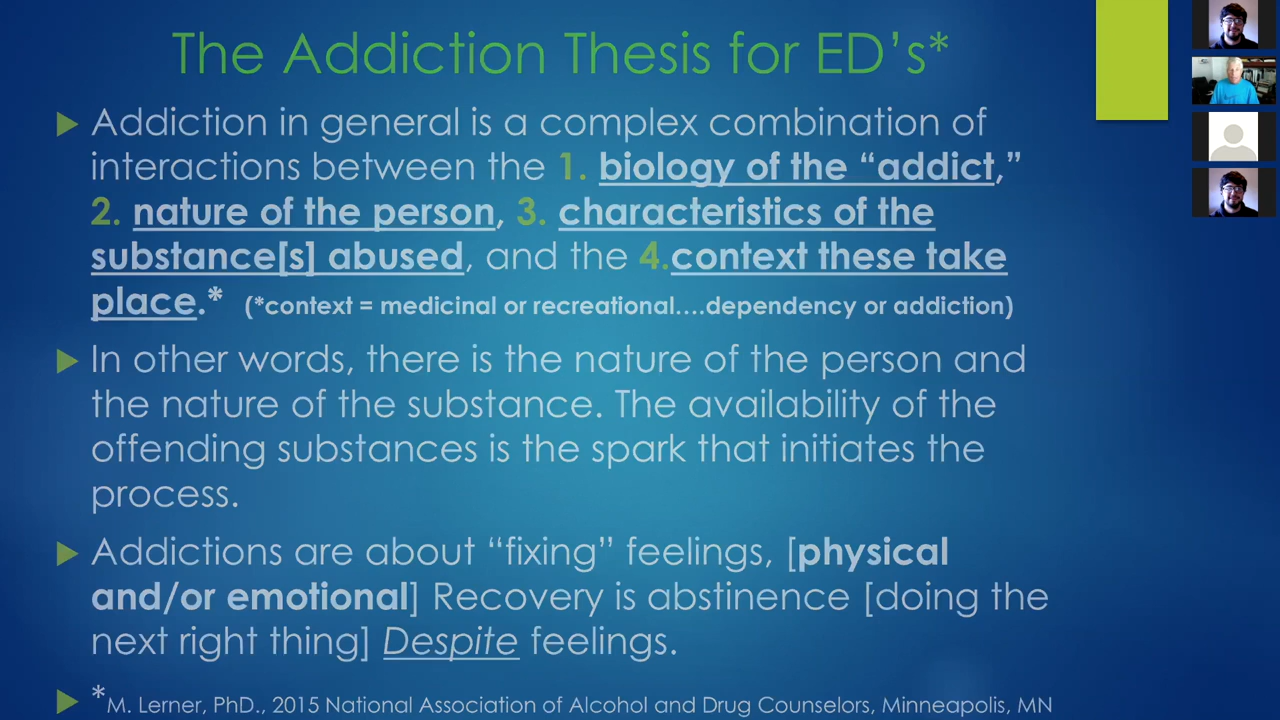 The Addiction Thesis for ED’s*
Addiction in general is a complex combination of
interactions between the 1. biology of the “addict,”
2. nature of the person, 3. characteristics of the
substance[s] abused, and the 4.context these take
place.* (*context = medicinal or recreational....dependency or addiction)
In other words, there is the nature of the person and
the nature of the substance. The availability of the
offending substances is the spark that initiates the
process.
Addictions are about “fixing” feelings, [physical
and/or emotional] Recovery is abstinence [doing the
next right thing] Despite feelings.
*M. Lerner, PhD., 2015 National Association of Alcohol and Drug Counselors, Minneapolis, MN